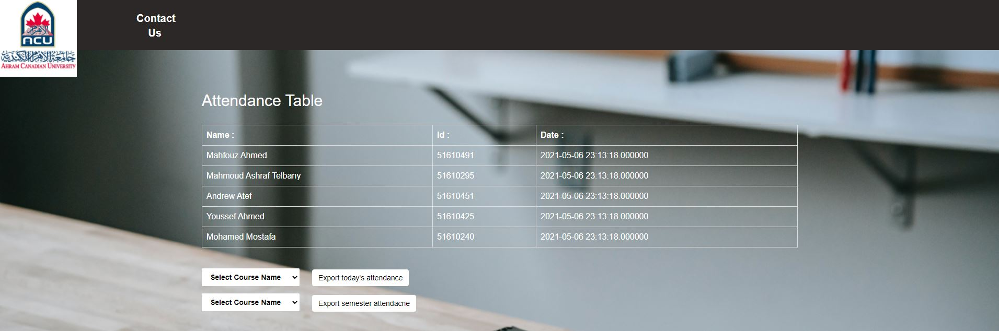 ACU
جامعة الاهرام الكندية
AHRAM CANADIAN UNIVERSITY
Contact
Us
Attendance Table
Name : Id : Date :
Mahfouz Ahmed 51610491 2021-05-06 23:13:18.000000
Mahmoud Ashraf Telbany 51610295 2021-05-06 23:13:18.000000
Andrew Atef 51610451 2021-05-06 23:13:18.000000
Youssef Ahmed 51610425 2021-05-06 23:13:18.000000
Mohamed Mostafa 51610240 2021-05-06 23:13:18.000000
Select Course Name Export today's attendance
Select Course Name Export semester attendacne